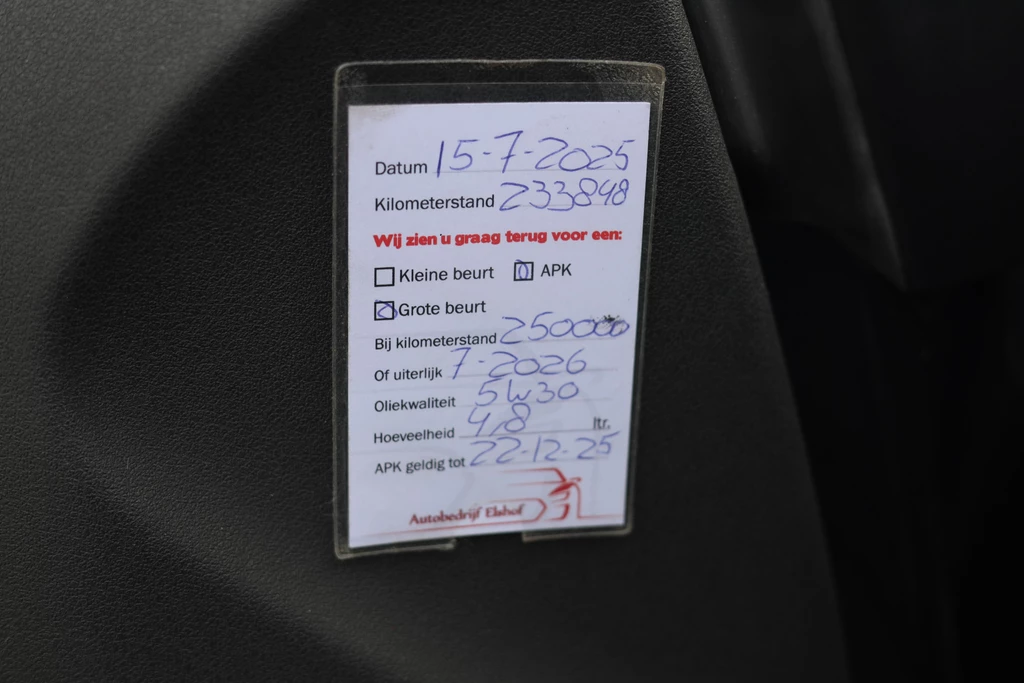 Datum 15-7-2025
Kilometerstand 233848
Wij zien u graag terug voor een:
Kleine beurt APK
Grote beurt
Bij kilometerstand 250000
Of uiterlijk 7-2026
Oliekwaliteit 5W30
Hoeveelheid 4,8 ltr.
APK geldig tot 22-12-25
Autobedrijf Elshof